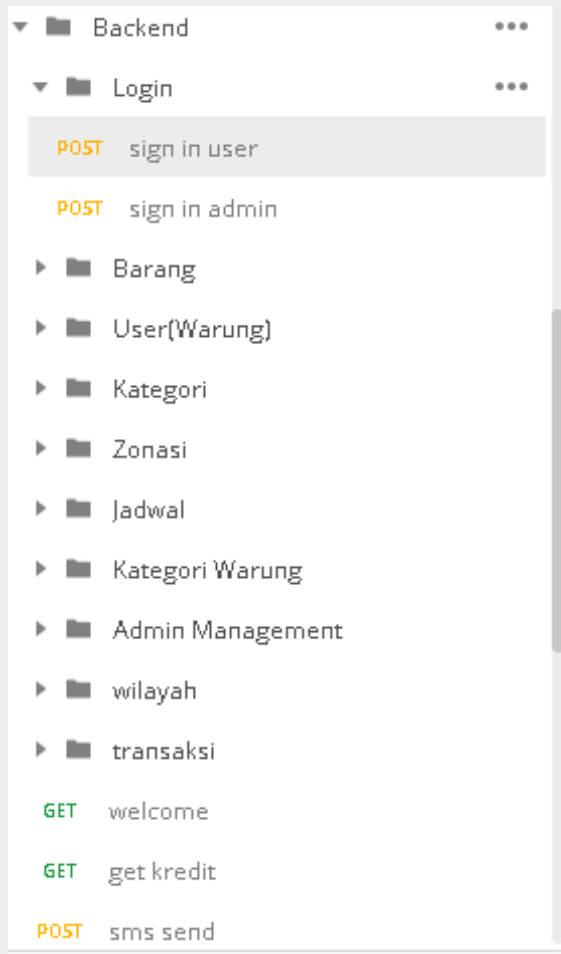 Backend
Login
POST sign in user
POST sign in admin
Barang
User(Warung)
Kategori
Zonasi
Jadwal
Kategori Warung
Admin Management
wilayah
transaksi
GET welcome
GET get kredit
POST sms send